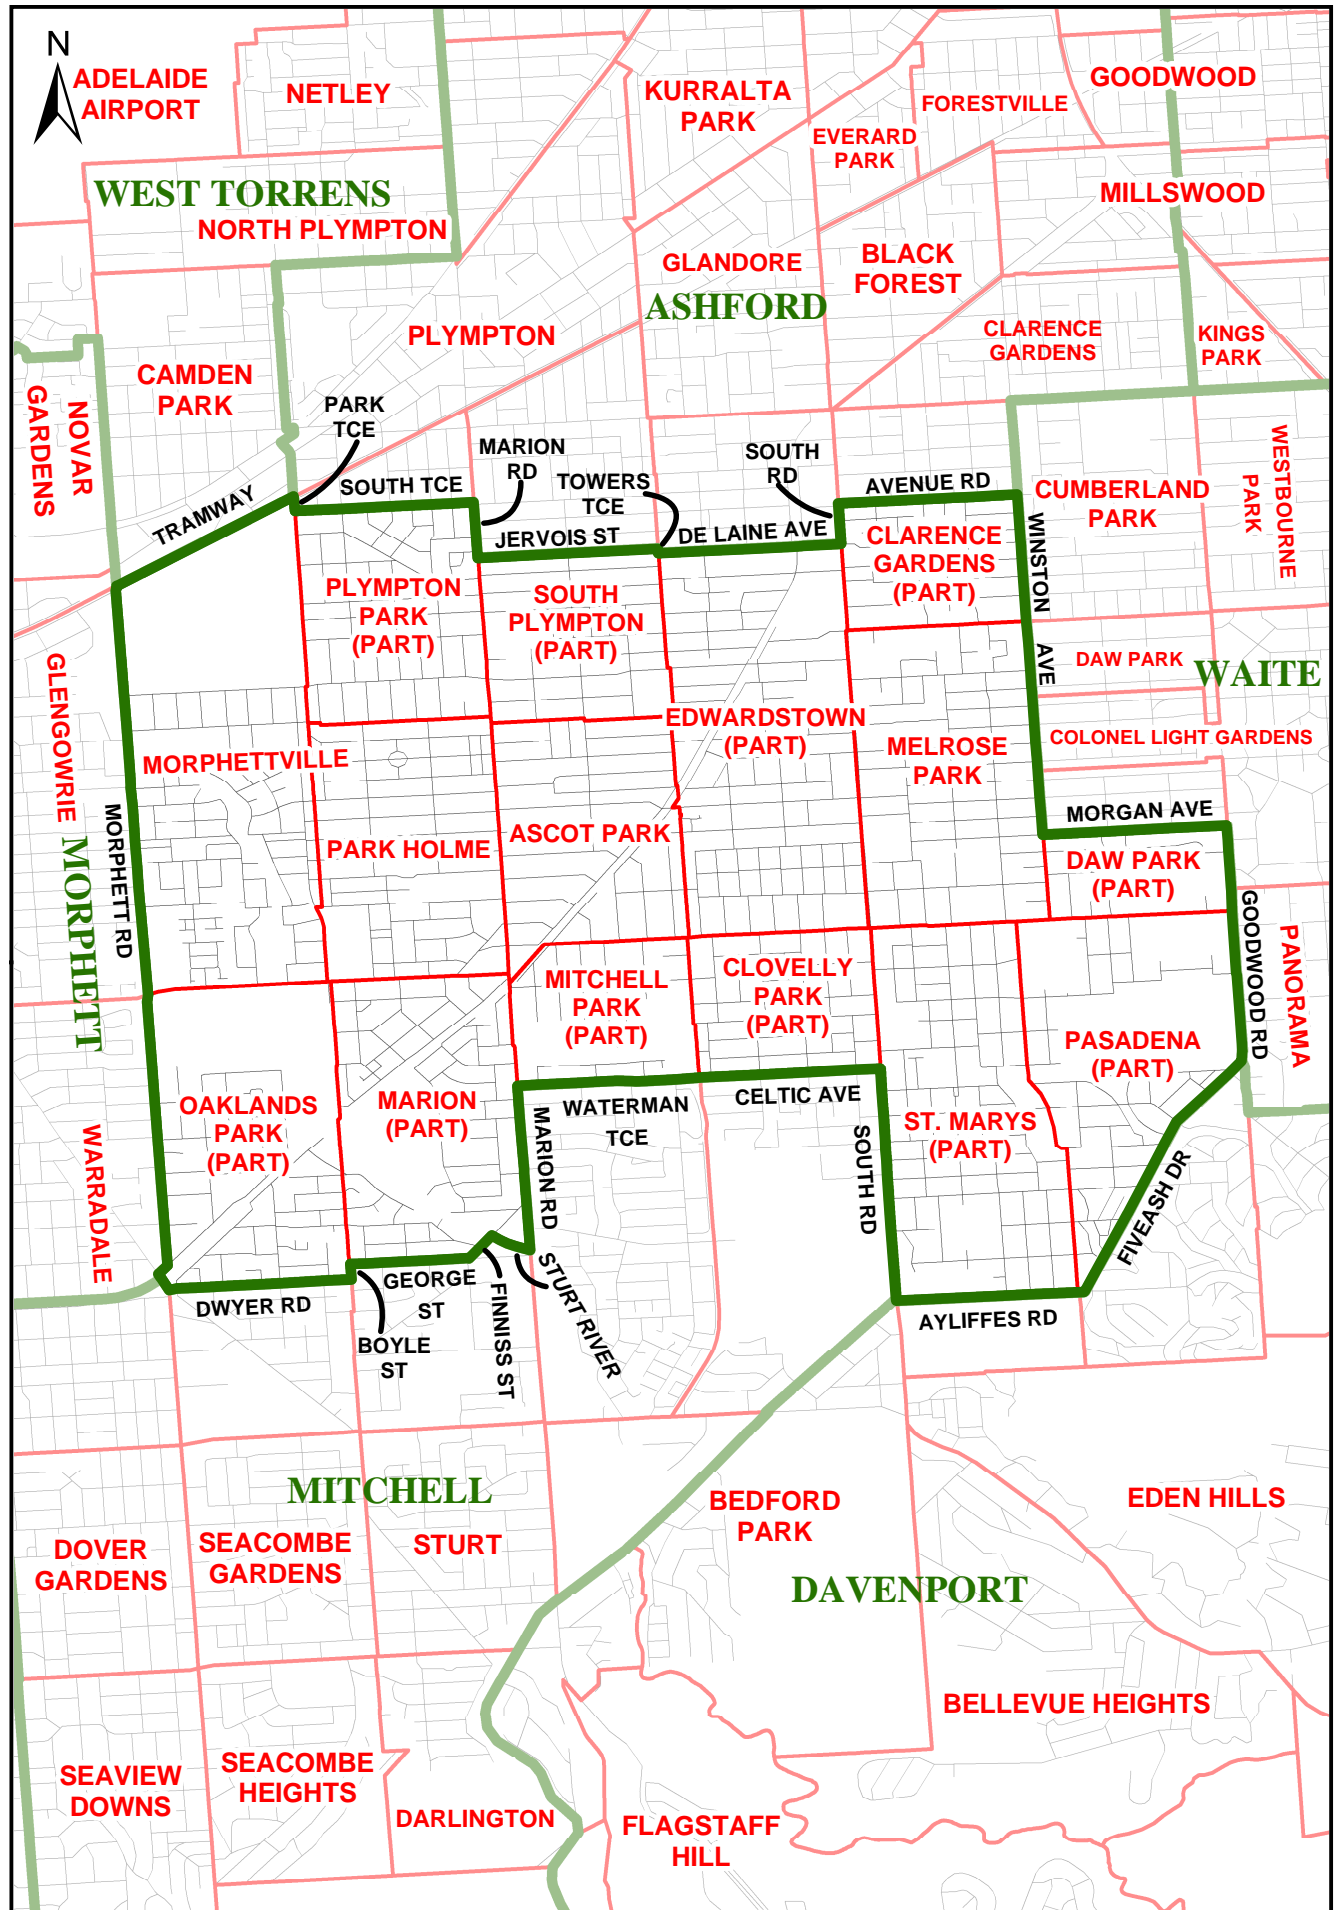 N
ADELAIDE
AIRPORT
NETLEY
KURRALTA
PARK
GOODWOOD
FORESTVILLE
EVERARD
PARK
WEST TORRENS
MILLSWOOD
NORTH PLYMPTON
GLANDORE
BLACK
FOREST
ASHFORD
PLYMPTON
CLARENCE
GARDENS
KINGS
PARK
CAMDEN
PARK
NOVAR
GARDENS
PARK
TCE
MARION
RD
SOUTH
RD
TOWERS
TCE
WESTBOURNE
PARK
TRAMWAY
SOUTH TCE
AVENUE RD
CUMBERLAND
PARK
JERVOIS ST
DE LAINE AVE
CLARENCE
GARDENS
(PART)
WINSTON
AVE
PLYMPTON
PARK
(PART)
SOUTH
PLYMPTON
(PART)
DAW PARK
WAITE
GLENGOWRIE
EDWARDSTOWN
(PART)
MELROSE
PARK
COLONEL LIGHT GARDENS
MORPHETTVILLE
MORPHETT RD
MORPHETT
PARK HOLME
ASCOT PARK
MORGAN AVE
DAW PARK
(PART)
GOODWOOD RD
PANORAMA
MITCHELL
PARK
(PART)
CLOVELLY
PARK
(PART)
PASADENA
(PART)
OAKLANDS
PARK
(PART)
MARION
(PART)
WATERMAN
TCE
CELTIC AVE
ST. MARYS
(PART)
WARRADALE
MARION RD
SOUTH RD
FIVEASH DR
DWYER RD
GEORGE
ST
BOYLE
ST
FINNISS ST
STURT RIVER
AYLIFFES RD
MITCHELL
BEDFORD
PARK
EDEN HILLS
DOVER
GARDENS
SEACOMBE
GARDENS
STURT
DAVENPORT
BELLEVUE HEIGHTS
SEAVIEW
DOWNS
SEACOMBE
HEIGHTS
DARLINGTON
FLAGSTAFF
HILL